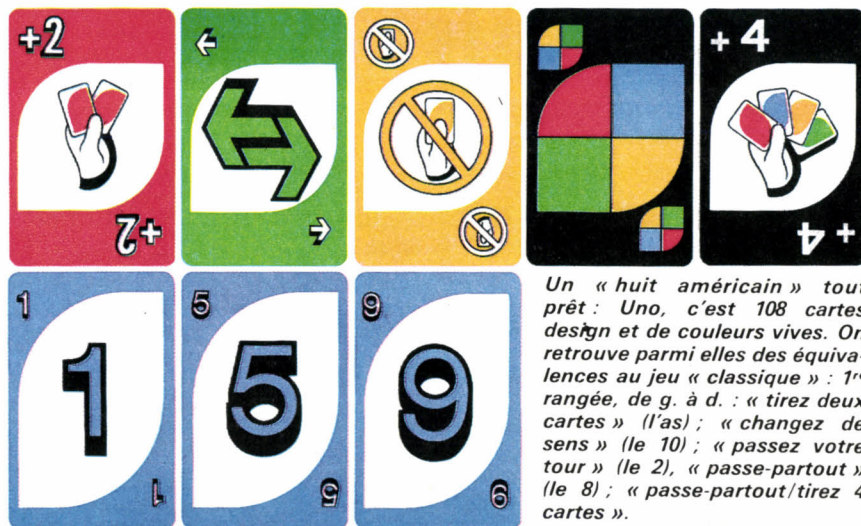 +2
+2
+4
+4
1
1
1
5
5
5
9
9
9
Un « huit américain » tout
prêt : Uno, c'est 108 cartes
design et de couleurs vives. On
retrouve parmi elles des équiva-
lences au jeu « classique » : 1re
rangée, de g. à d. : « tirez deux
cartes » (l'as) ; « changez de
sens » (le 10) ; « passez votre
tour » (le 2), « passe-partout »
(le 8) ; « passe-partout/tirez 4
cartes ».